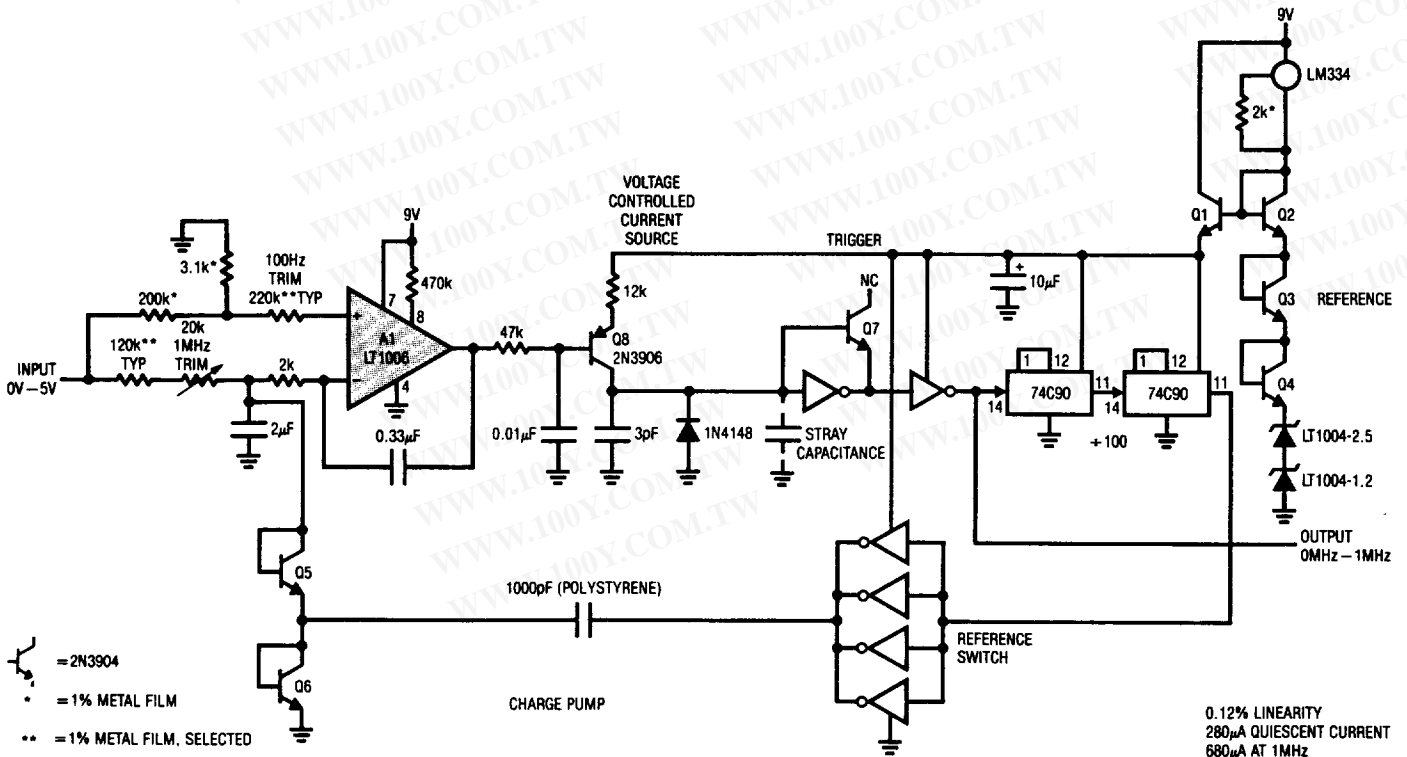 WWW.100Y.COM.TW
9V
LM334
2k*
VOLTAGE
CONTROLLED
CURRENT
SOURCE
TRIGGER
Q1
Q2
9V
3.1k*
100Hz
TRIM
220k**TYP
470k
12k
10µF
+
NC
Q3
REFERENCE
200k*
7
8
Q7
20k
1MHz
TRIM
120k**
TYP
+
A1
LT1006
47k
Q8
2N3906
1
12
1
12
INPUT
0V–5V
2k
–
4
Q4
11
11
14
74C90
14
74C90
2µF
0.33µF
0.01µF
3pF
1N4148
STRAY
CAPACITANCE
÷100
LT1004-2.5
LT1004-1.2
OUTPUT
0MHz–1MHz
Q5
1000pF (POLYSTYRENE)
REFERENCE
SWITCH
= 2N3904
Q6
* = 1% METAL FILM
CHARGE PUMP
** = 1% METAL FILM, SELECTED
0.12% LINEARITY
280µA QUIESCENT CURRENT
680µA AT 1MHz